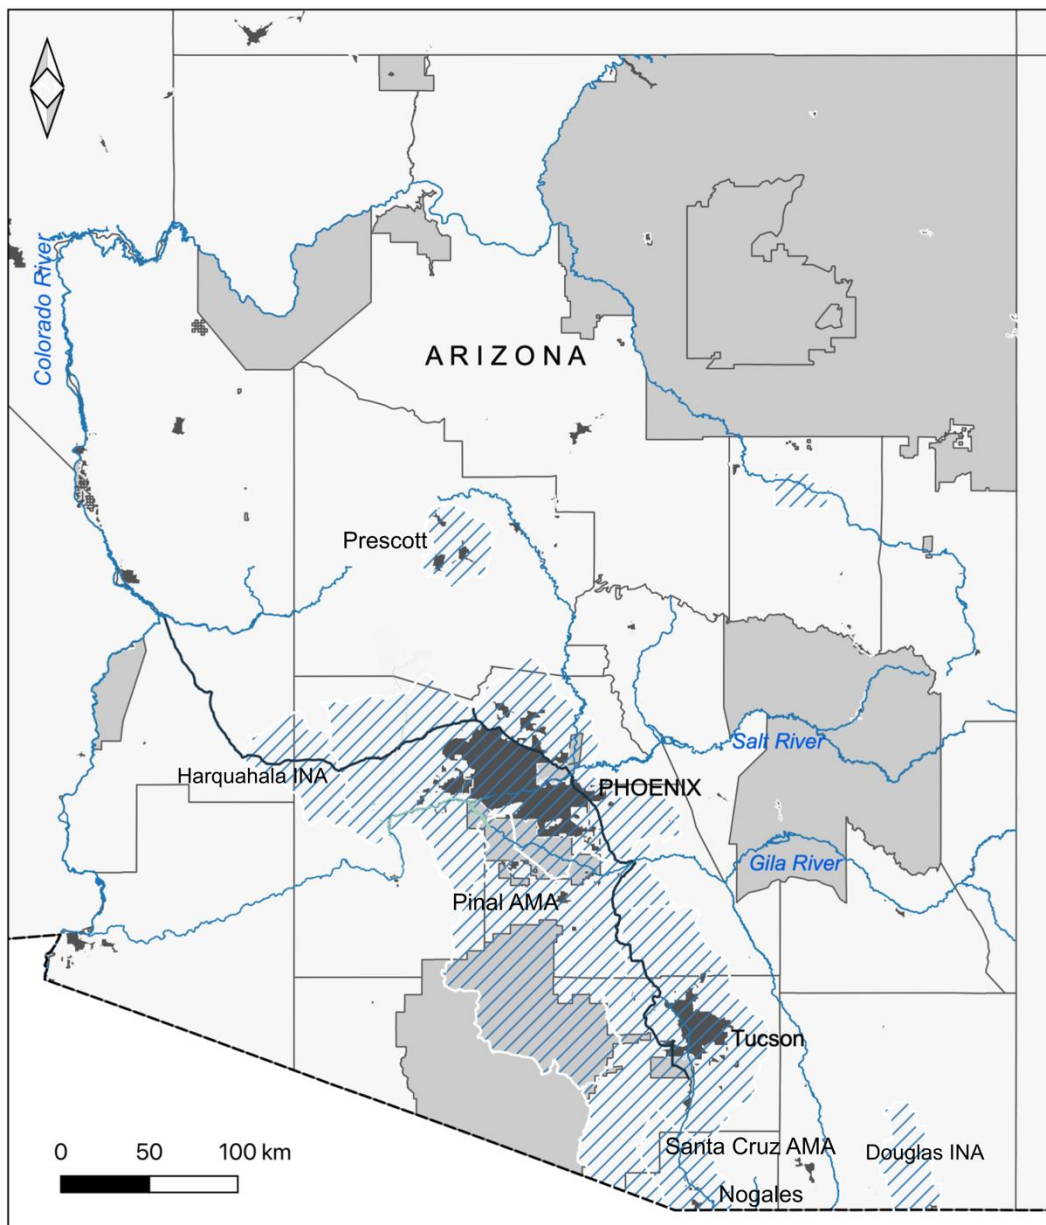 Colorado River
ARIZONA
Prescott
Salt River
Harquahala INA
PHOENIX
Gila River
Pinal AMA
Tucson
Santa Cruz AMA
Douglas INA
Nogales
0 50 100 km